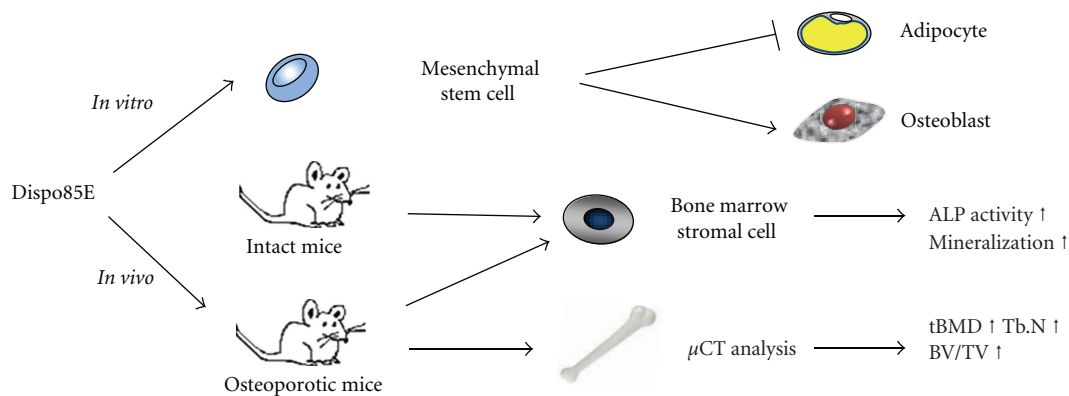 Dispo85E
In vitro
In vivo
Mesenchymal
stem cell
Adipocyte
Osteoblast
Intact mice
Osteoporotic mice
Bone marrow
stromal cell
ALP activity ↑
Mineralization ↑
μCT analysis
tBMD ↑ Tb.N ↑
BV/TV ↑